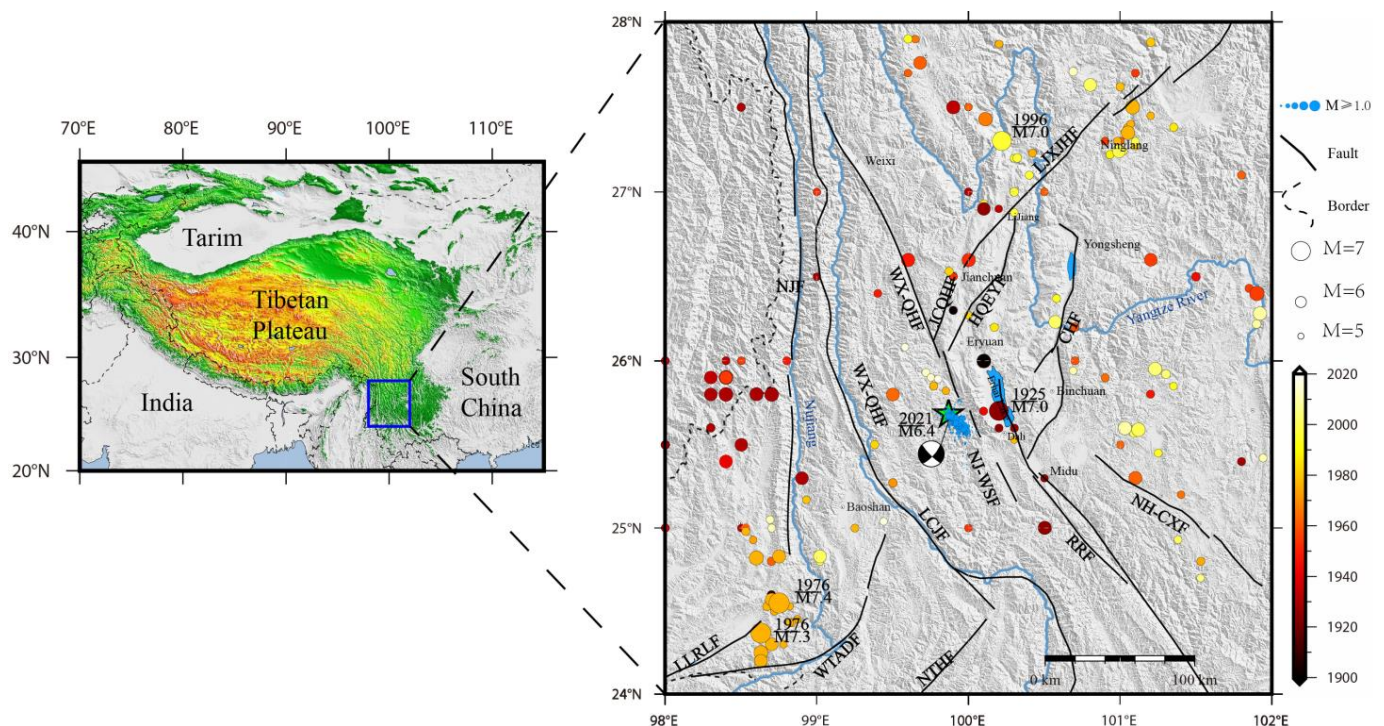 70°E
80°E
90°E
100°E
110°E
40°N
30°N
20°N
Tarim
Tibetan
Plateau
India
South
China
28°N
27°N
26°N
25°N
24°N
98°E
99°E
100°E
101°E
102°E
1996
M7.0
LJXJHF
Ninglang
Weixi
LiJiang
Yongsheng
NJF
WX-QHF
JCQHF
Jianchuan
HQEYF
CHF
Yangtze River
Eryuan
WX-QHF
Nujiang
1925
M7.0
Binchuan
2021
M6.4
Dali
NJ-WSF
Midu
Baoshan
LCJF
RRF
NH-CXF
1976
M7.4
1976
M7.3
LLRLF
WTADF
NTHF
0 km
100 km
M≥1.0
Fault
Border
M=7
M=6
M=5
2020
2000
1980
1960
1940
1920
1900